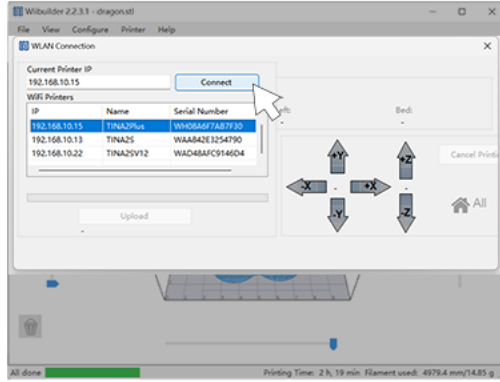 Wiibuilder 2.2.3.1 - dragon.stl
File View Configure Printer Help
WLAN Connection
Current Printer IP
192.168.10.15 Connect
WiFi Printers
IP Name Serial Number
192.168.10.15 TINA2Plus WH08A6F7AB7F30
192.168.10.13 TINA2S WAA842E3254790
192.168.10.22 TINA2SV12 WAD48AFC9146D4
Left: Bed:
- -
+Y +Z
Cancel Printi
-X - +X -
-Y -Z
All
Upload
-
All done Printing Time: 2 h, 19 min Filament used: 4979.4 mm/14.85 g